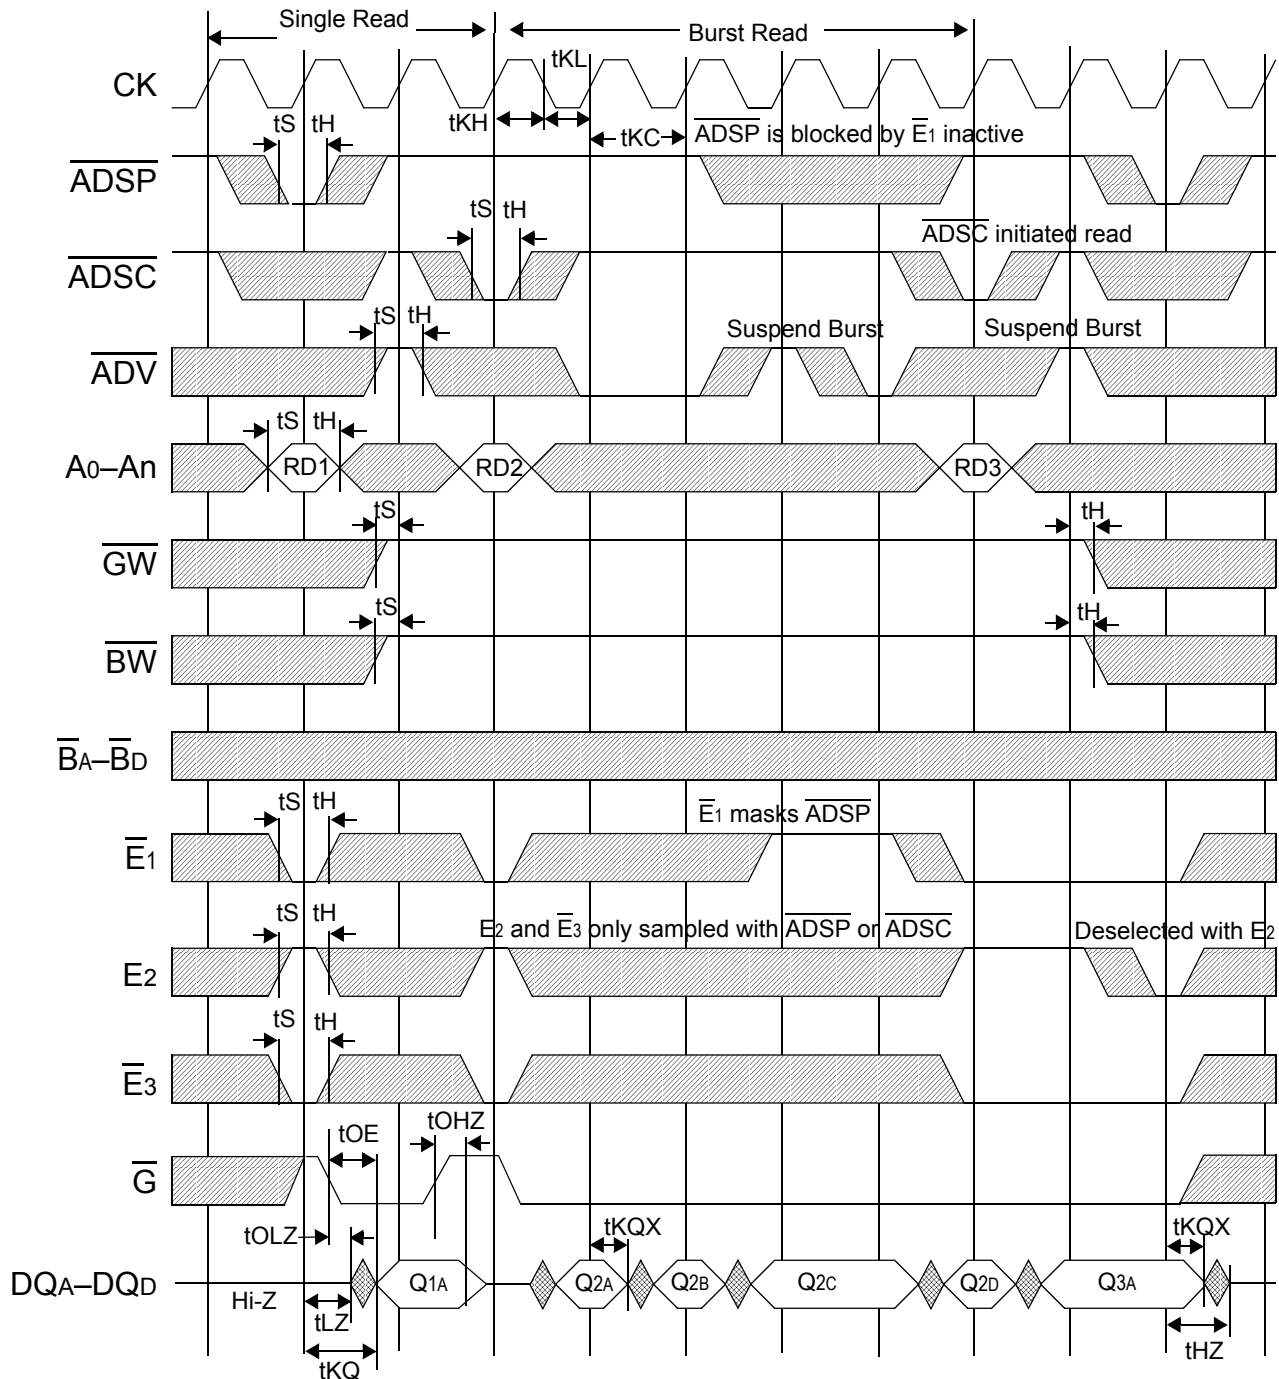 Single Read
Burst Read
CK
tKL
tKH
tKC
ADSP is blocked by E1 inactive
ADSP
tS tH
ADSC
tS tH
ADSC initiated read
ADV
tS tH
Suspend Burst
Suspend Burst
A0–An
tS tH
RD1
RD2
RD3
GW
tS
tH
BW
tS
tH
BA–BD
E1
tS tH
E1 masks ADSP
E2
tS tH
E2 and E3 only sampled with ADSP or ADSC
Deselected with E2
E3
tS tH
G
tOE
tOHZ
tOLZ
tKQX
tKQX
DQA–DQD
Q1A
Q2A
Q2B
Q2C
Q2D
Q3A
Hi-Z
tLZ
tHZ
tKQ